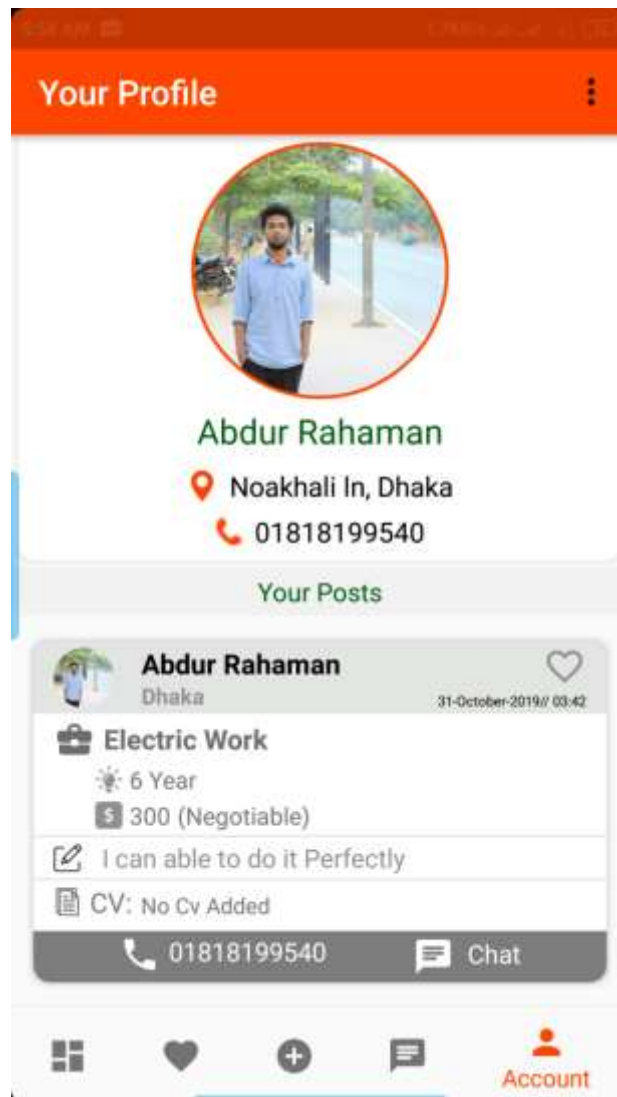 Your Profile
Abdur Rahaman
Noakhali ln, Dhaka
01818199540
Your Posts
Abdur Rahaman
Dhaka
31-October-2019// 03:42
Electric Work
6 Year
$ 300 (Negotiable)
I can able to do it Perfectly
CV: No Cv Added
01818199540 Chat
Account